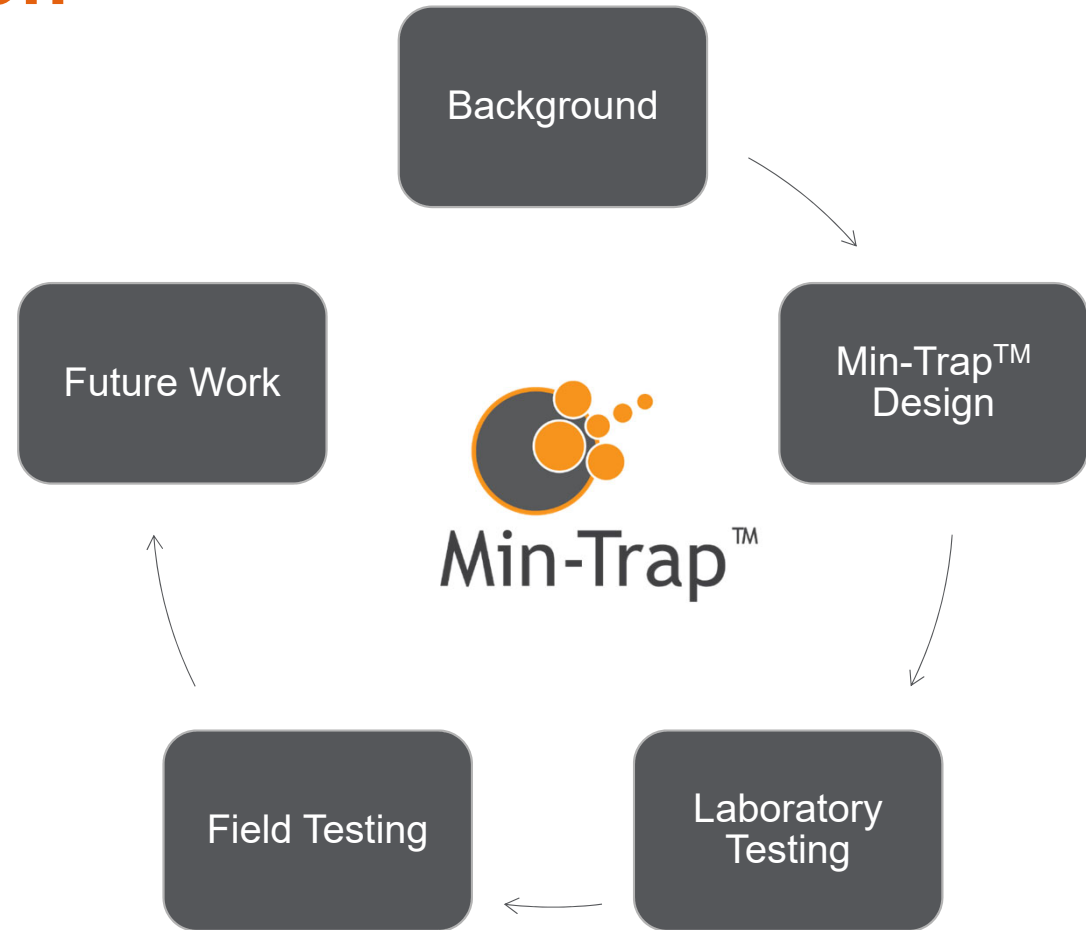 Background
Min-Trap™
Design
Laboratory
Testing
Field Testing
Future Work
Min-Trap™